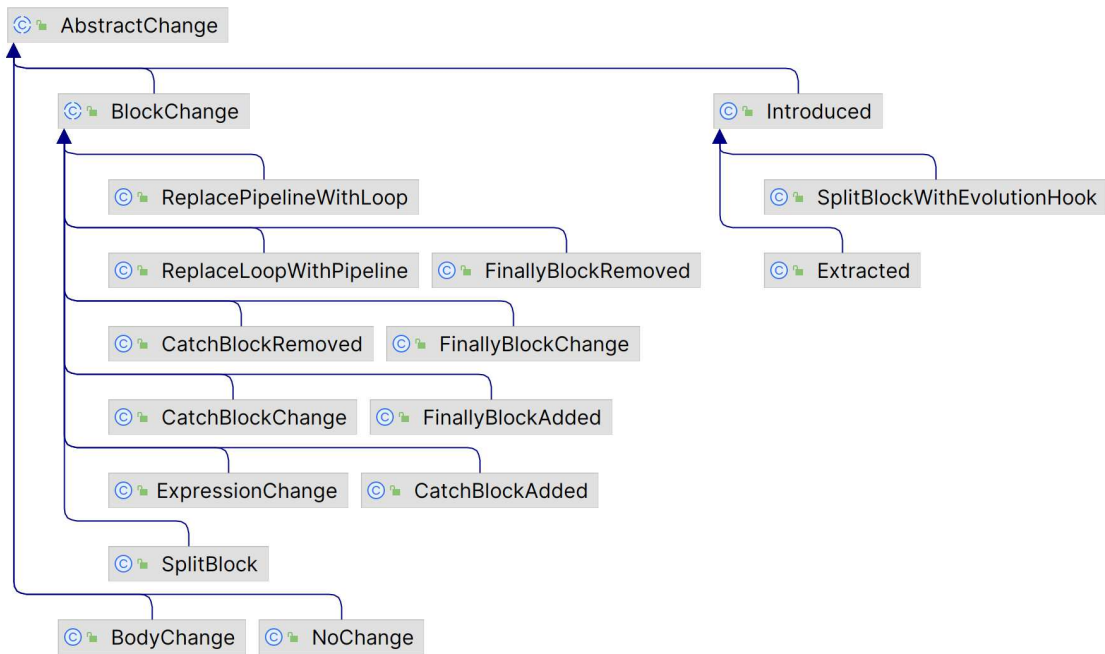 AbstractChange
BlockChange Introduced
ReplacePipelineWithLoop SplitBlockWithEvolutionHook
ReplaceLoopWithPipeline FinallyBlockRemoved Extracted
CatchBlockRemoved FinallyBlockChange
CatchBlockChange FinallyBlockAdded
ExpressionChange CatchBlockAdded
SplitBlock
BodyChange NoChange